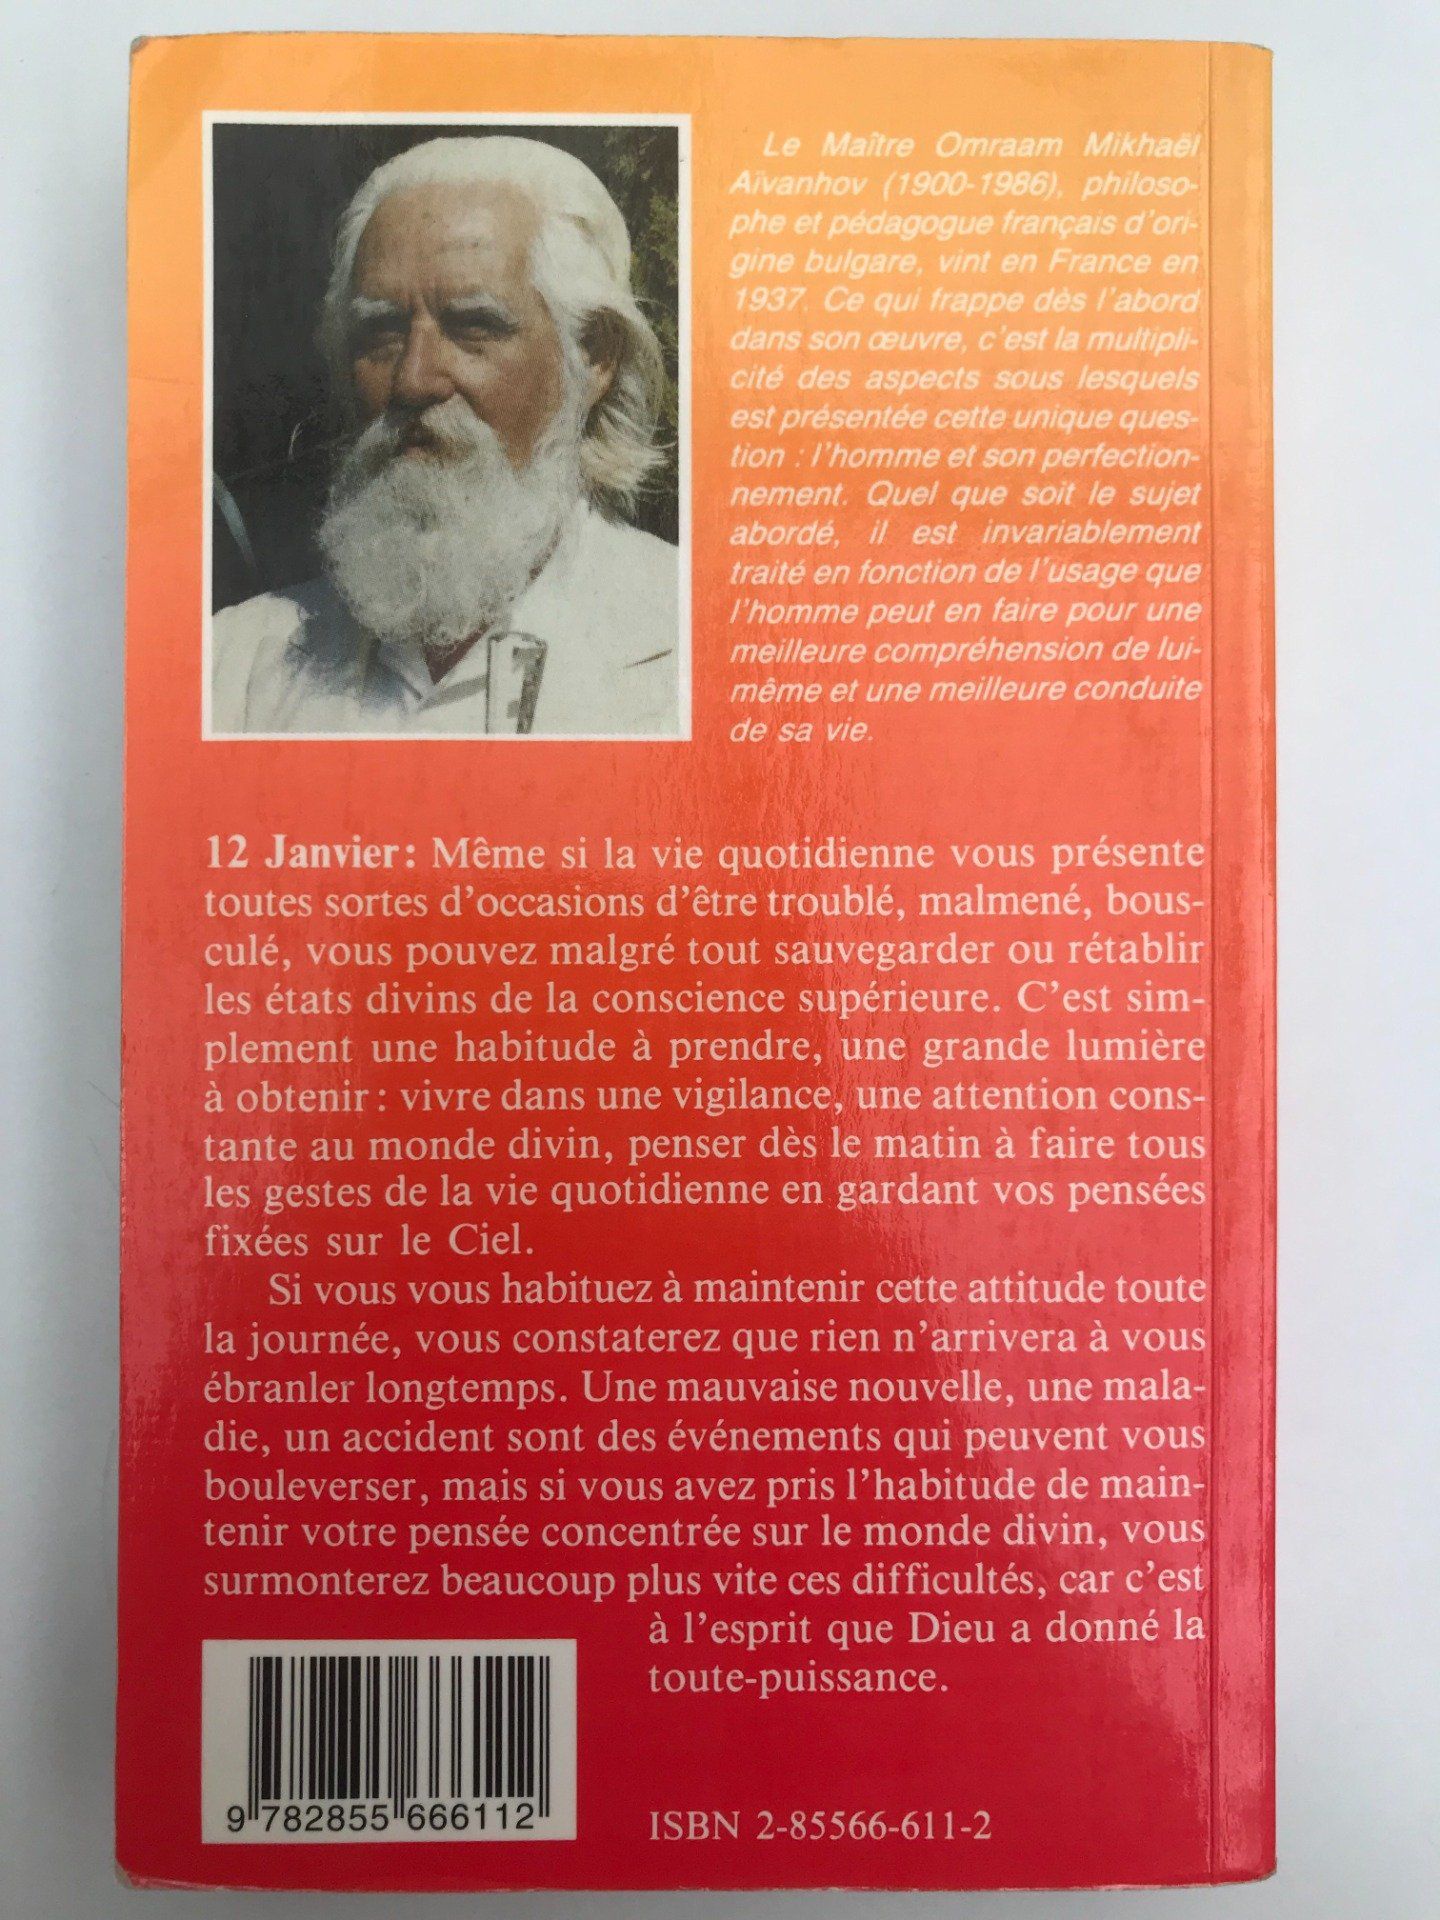 Le Maître Omraam Mikhaël
Aïvanhov (1900-1986), philoso-
phe et pédagogue français d'ori-
gine bulgare, vint en France en
1937. Ce qui frappe dès l'abord
dans son œuvre, c'est la multipli-
cité des aspects sous lesquels
est présentée cette unique ques-
tion : l'homme et son perfection-
nement. Quel que soit le sujet
abordé, il est invariablement
traité en fonction de l'usage que
l'homme peut en faire pour une
meilleure compréhension de lui-
même et une meilleure conduite
de sa vie.
12 Janvier: Même si la vie quotidienne vous présente
toutes sortes d'occasions d'être troublé, malmené, bous-
culé, vous pouvez malgré tout sauvegarder ou rétablir
les états divins de la conscience supérieure. C'est sim-
plement une habitude à prendre, une grande lumière
à obtenir: vivre dans une vigilance, une attention cons-
tante au monde divin, penser dès le matin à faire tous
les gestes de la vie quotidienne en gardant vos pensées
fixées sur le Ciel.
Si vous vous habituez à maintenir cette attitude toute
la journée, vous constaterez que rien n'arrivera à vous
ébranler longtemps. Une mauvaise nouvelle, une mala-
die, un accident sont des événements qui peuvent vous
bouleverser, mais si vous avez pris l'habitude de main-
tenir votre pensée concentrée sur le monde divin, vous
surmonterez beaucoup plus vite ces difficultés, car c'est
à l'esprit que Dieu a donné la
toute-puissance.
9 782855 666112
ISBN 2-85566-611-2